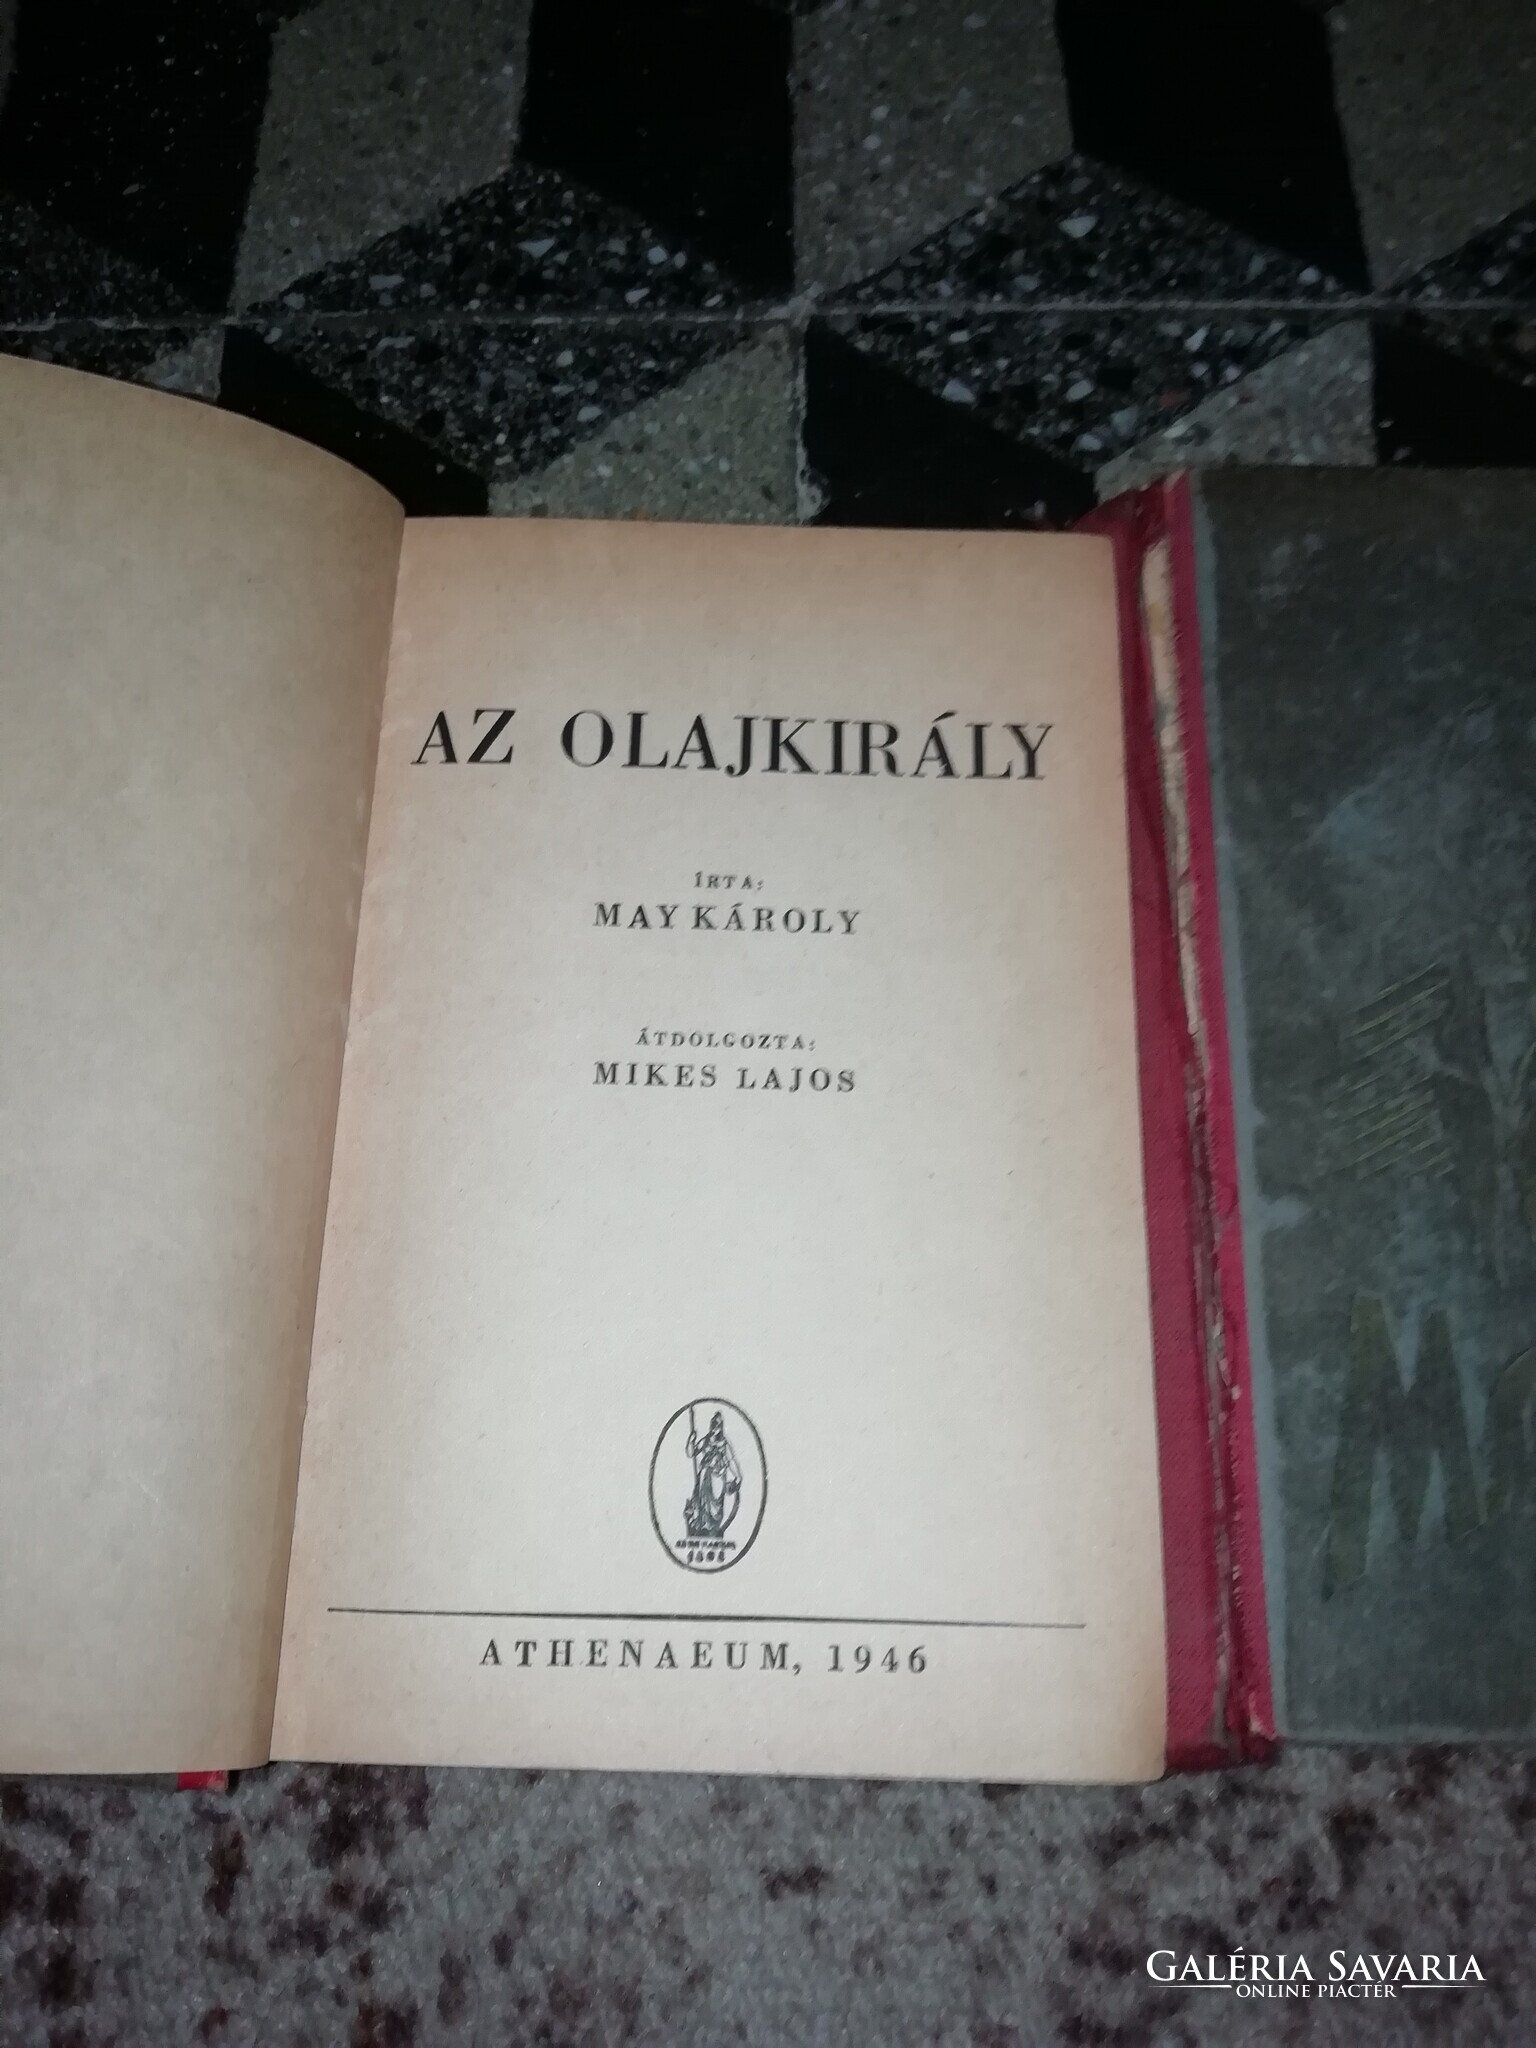 AZ OLAJKIRÁLY
ÍRTA:
MAY KÁROLY
ÁTDOLGOZTA:
MIKES LAJOS
ATHENAEUM, 1946
GALÉRIA SAVARIA
ONLINE PIACTÉR